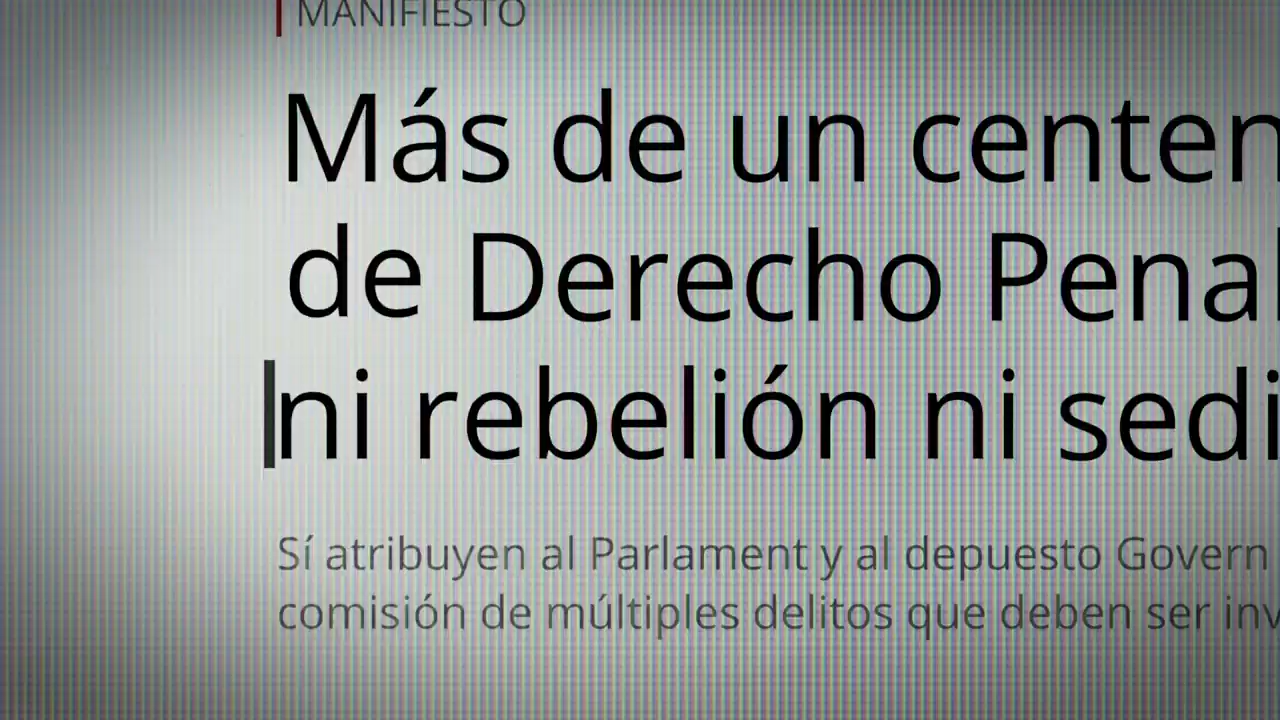 MANIFIESTO
Más de un centen
de Derecho Penal
ni rebelión ni sedi
Sí atribuyen al Parlament y al depuesto Govern
comisión de múltiples delitos que deben ser inv